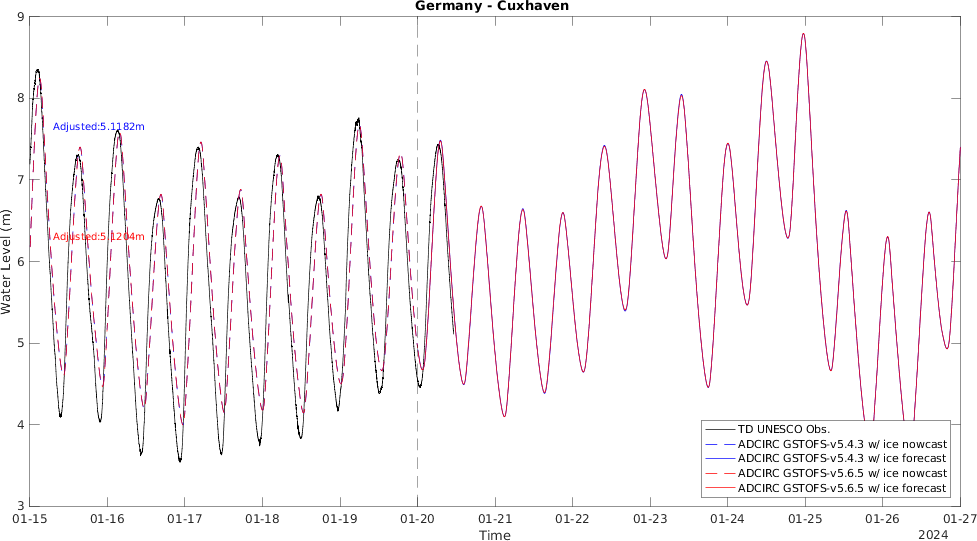 Germany - Cuxhaven
9
8
7
6
5
4
3
Water Level (m)
Adjusted:5.1182m
Adjusted:5.1204m
TD UNESCO Obs.
ADCIRC GSTOFS-v5.4.3 w/ ice nowcast
ADCIRC GSTOFS-v5.4.3 w/ ice forecast
ADCIRC GSTOFS-v5.6.5 w/ ice nowcast
ADCIRC GSTOFS-v5.6.5 w/ ice forecast
01-15 01-16 01-17 01-18 01-19 01-20 01-21 01-22 01-23 01-24 01-25 01-26 01-27
Time
2024